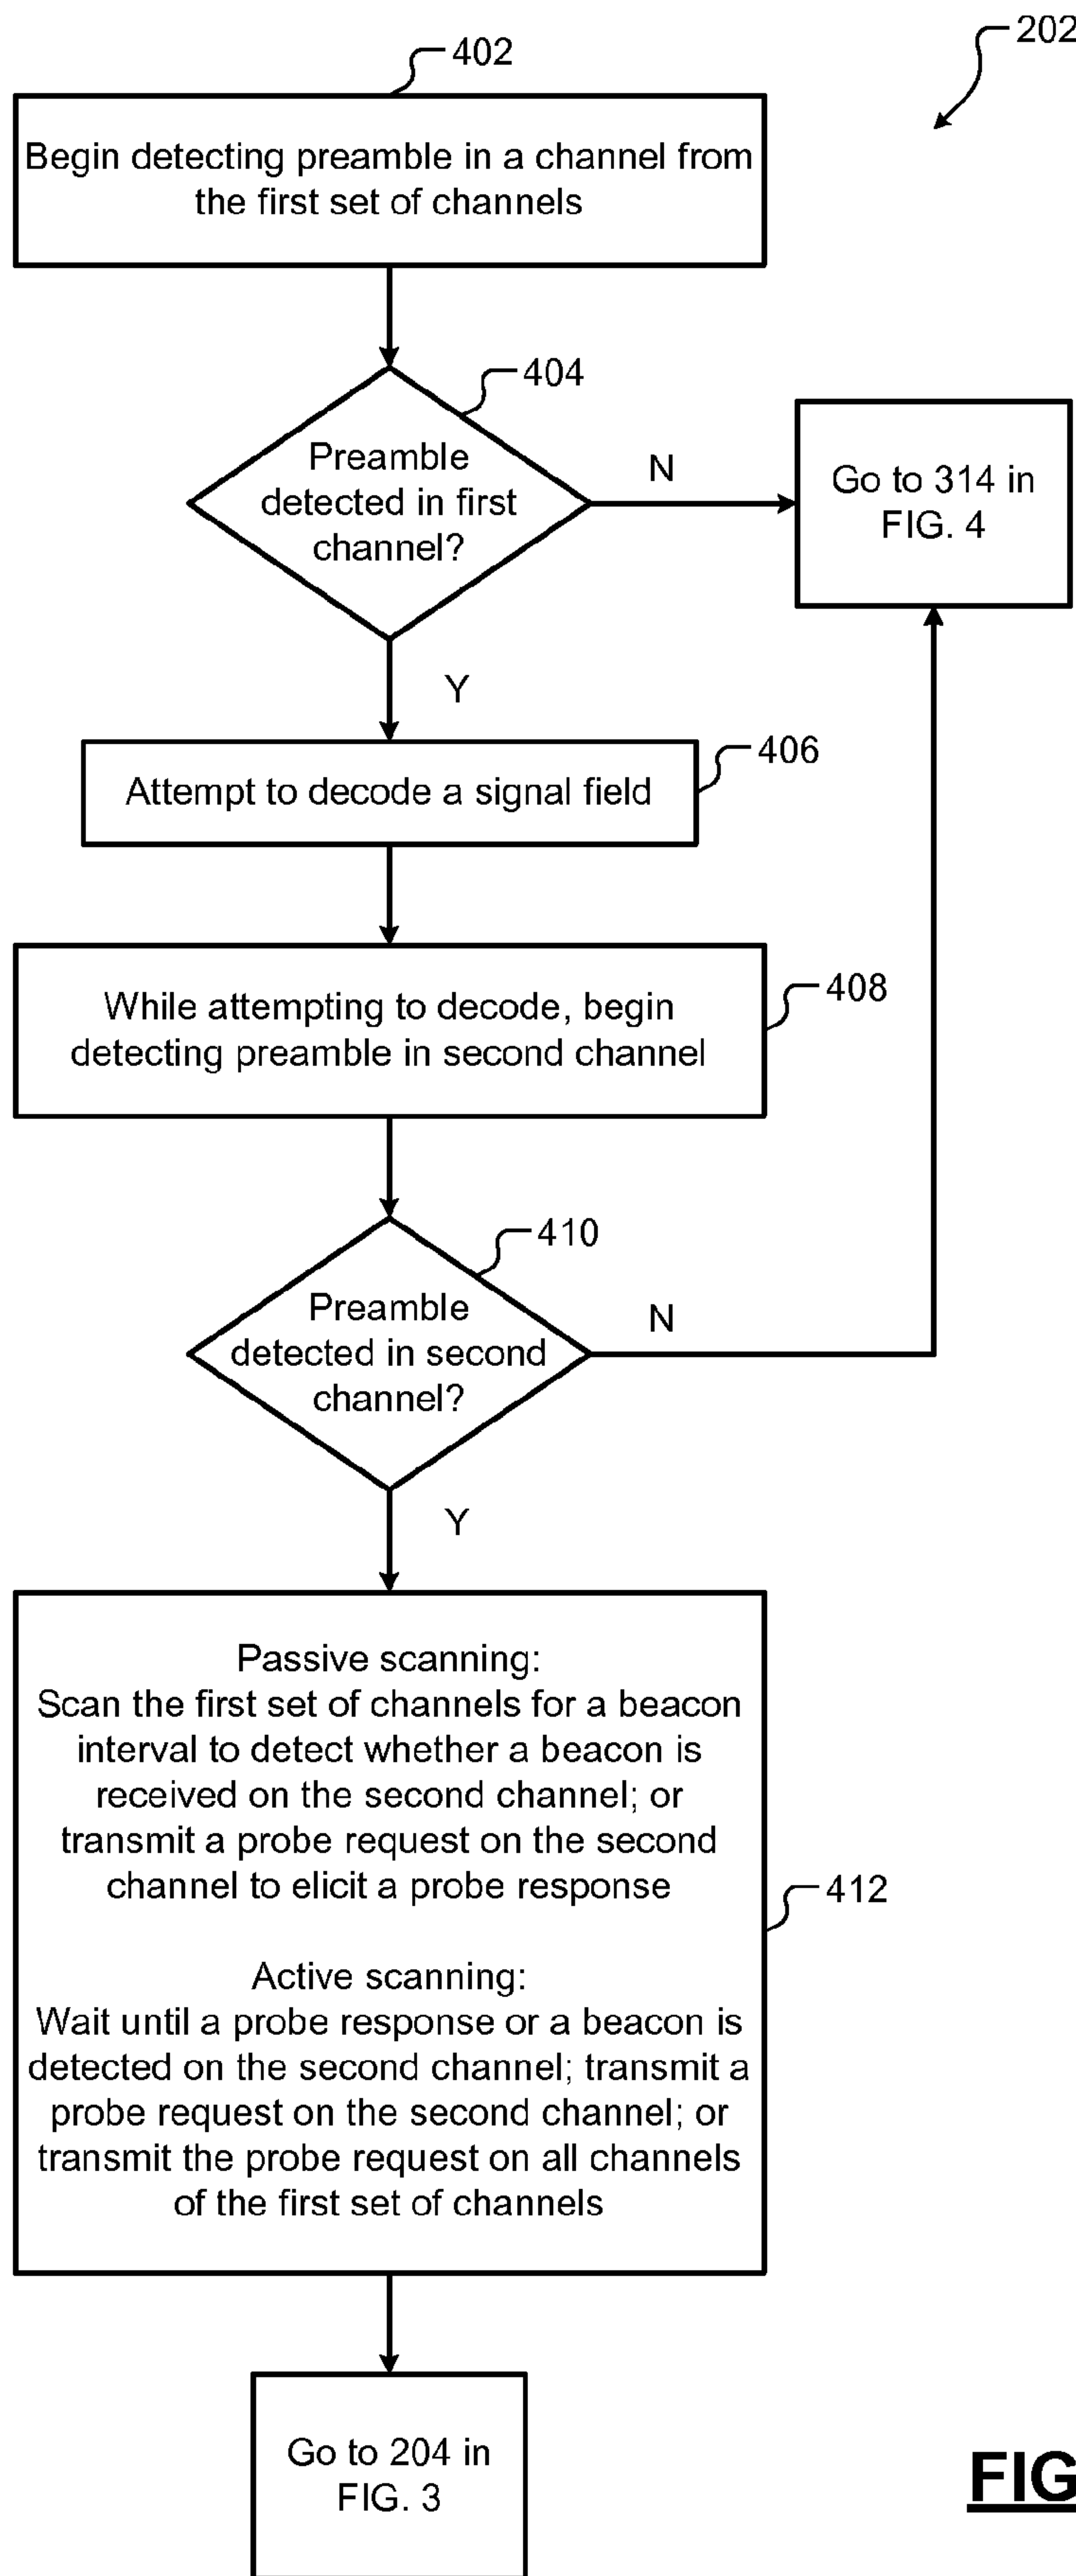 202
402
Begin detecting preamble in a channel from
the first set of channels
404
Preamble
detected in first
channel?
N
Go to 314 in
FIG. 4
Y
406
Attempt to decode a signal field
408
While attempting to decode, begin
detecting preamble in second channel
410
Preamble
detected in second
channel?
N
Y
Passive scanning:
Scan the first set of channels for a beacon
interval to detect whether a beacon is
received on the second channel; or
transmit a probe request on the second
channel to elicit a probe response
412
Active scanning:
Wait until a probe response or a beacon is
detected on the second channel; transmit a
probe request on the second channel; or
transmit the probe request on all channels
of the first set of channels
Go to 204 in
FIG. 3
FIG